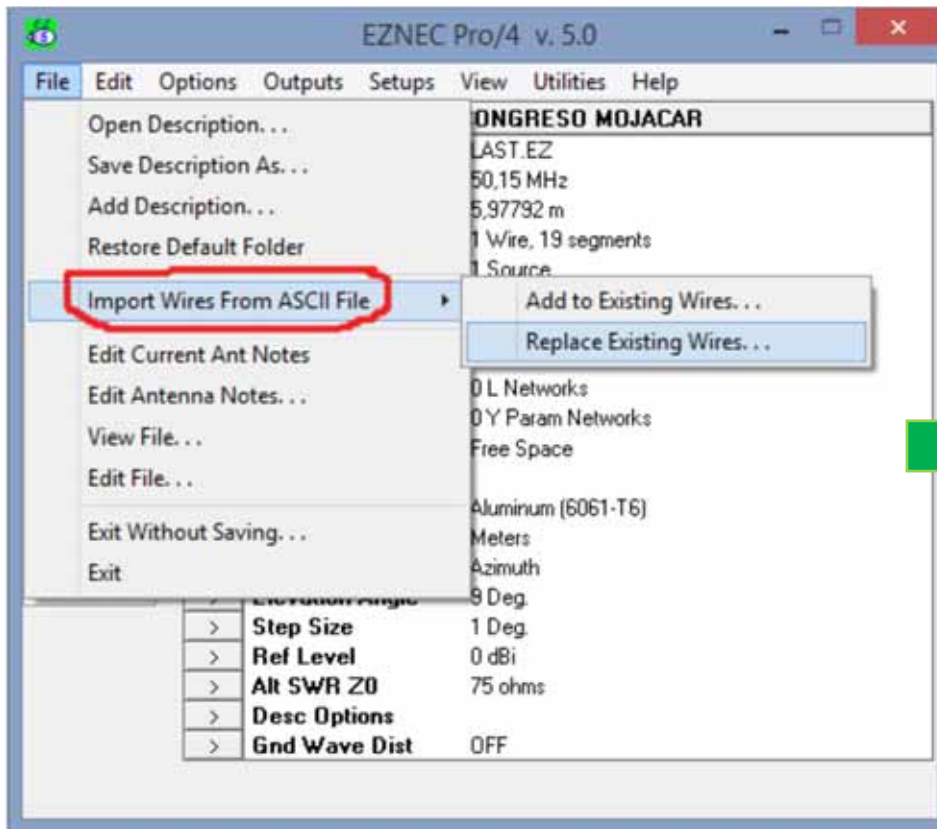 EZNEC Pro/4 v. 5.0
File Edit Options Outputs Setups View Utilities Help
Open Description. . .
Save Description As. . .
Add Description. . .
Restore Default Folder
Import Wires From ASCII File
Edit Current Ant Notes
Edit Antenna Notes. . .
View File. . .
Edit File. . .
Exit Without Saving. . .
Exit
Add to Existing Wires. . .
Replace Existing Wires. . .
ONGRESO MOJACAR
LAST.EZ
50,15 MHz
5,97792 m
1 Wire, 19 segments
1 Source
0 L Networks
0 Y Param Networks
Free Space
Aluminum (6061-T6)
Meters
Azimuth
Elevation Angle 9 Deg.
> Step Size 1 Deg.
> Ref Level 0 dBi
> Alt SWR Z0 75 ohms
> Desc Options
> Gnd Wave Dist OFF